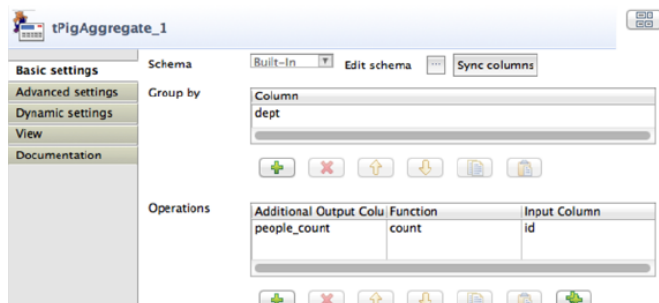 tPigAggregate_1
Basic settings
Advanced settings
Dynamic settings
View
Documentation
Schema
Built-In
Edit schema
...
Sync columns
Group by
Column
dept
Operations
Additional Output Colu Function Input Column
people_count count id